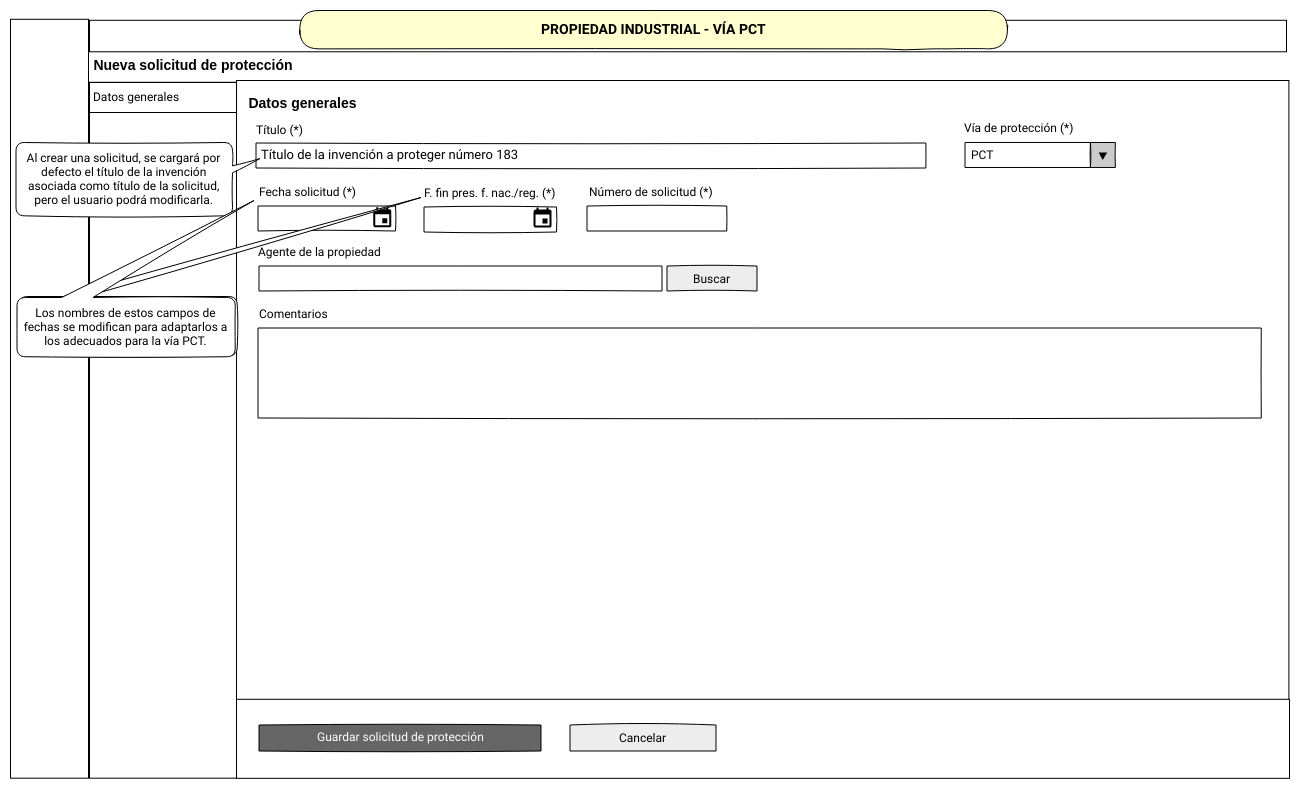 PROPIEDAD INDUSTRIAL - VÍA PCT
Nueva solicitud de protección
Datos generales
Datos generales
Título (*)
Vía de protección (*)
Título de la invención a proteger número 183
PCT
Al crear una solicitud, se cargará por
defecto el título de la invención
asociada como título de la solicitud,
pero el usuario podrá modificarla.
Fecha solicitud (*)
F. fin pres. f. nac./reg. (*)
Número de solicitud (*)
Agente de la propiedad
Buscar
Los nombres de estos campos de
fechas se modifican para adaptarlos a
los adecuados para la vía PCT.
Comentarios
Guardar solicitud de protección
Cancelar